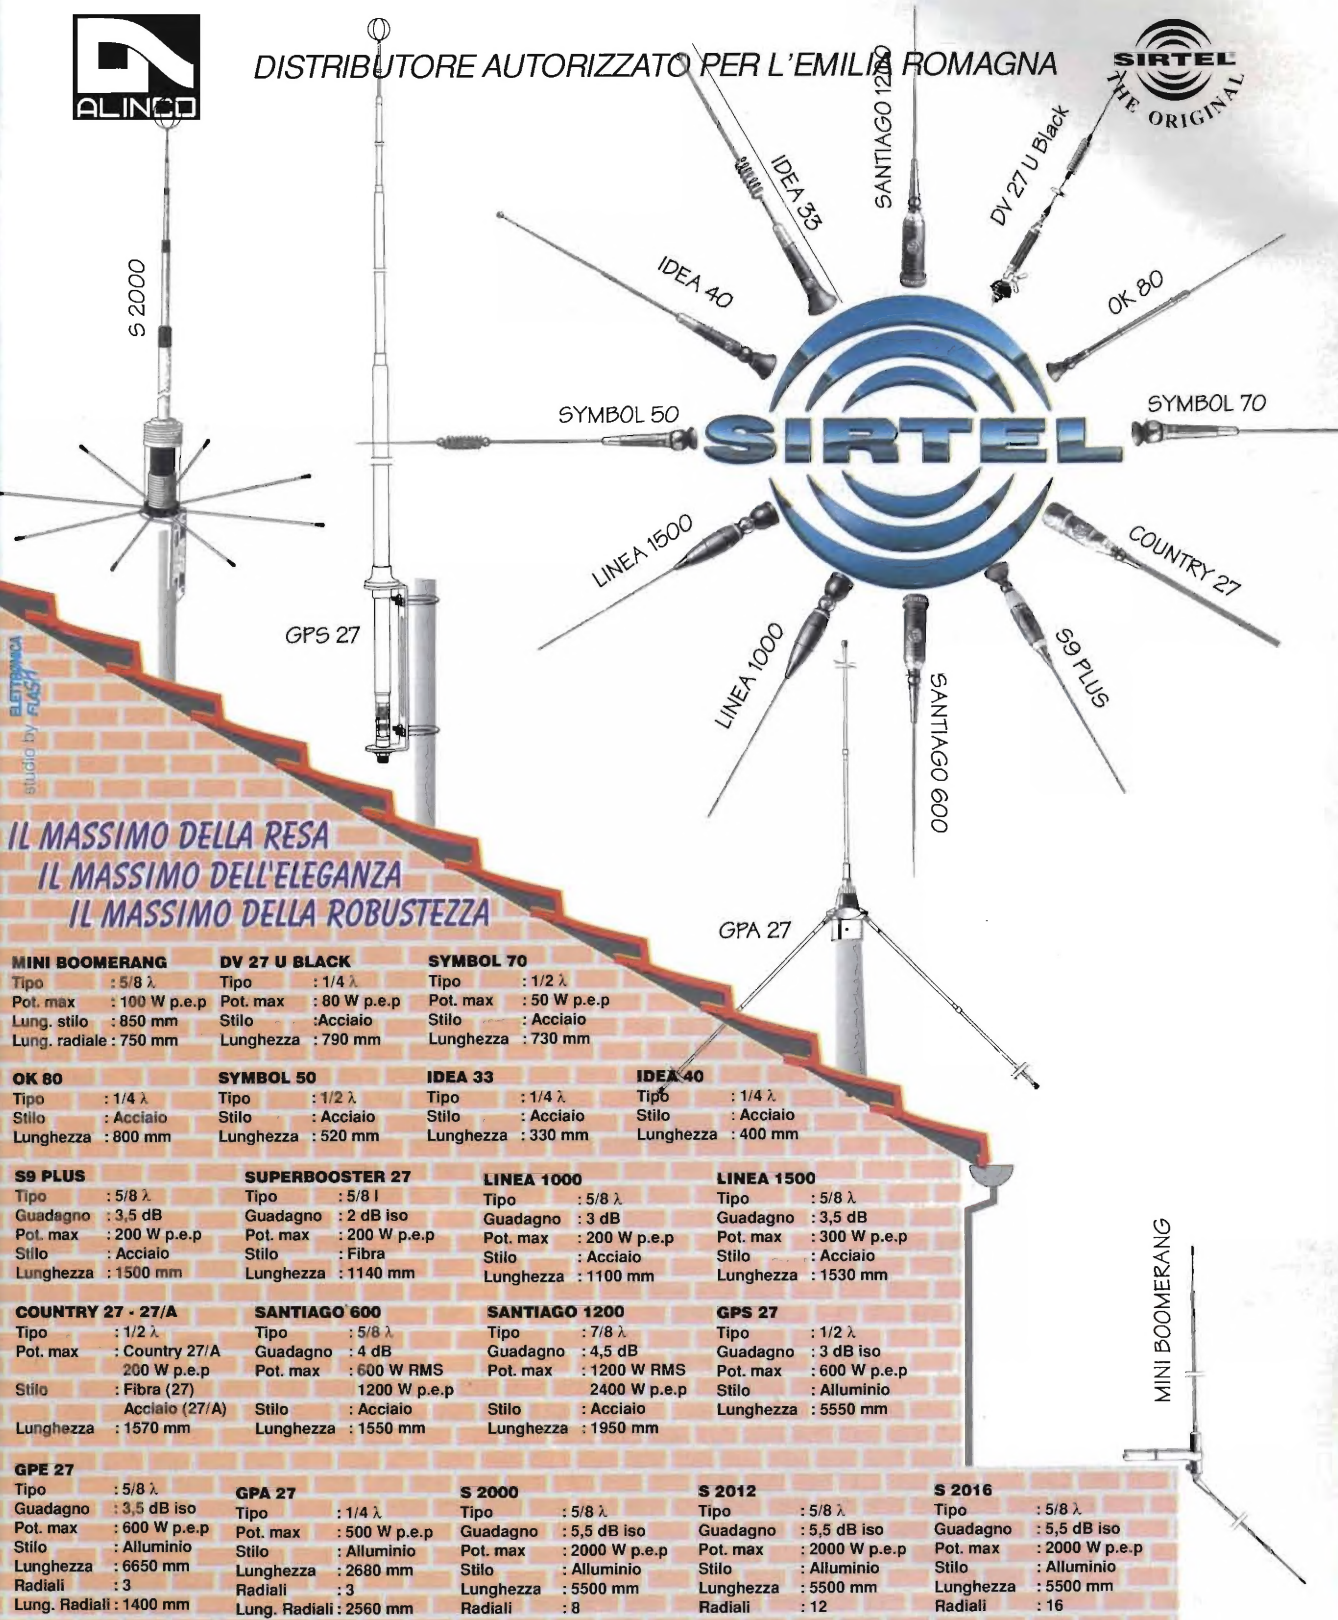 ALINCO
DISTRIBUTORE AUTORIZZATO PER L'EMILIA ROMAGNA
SIRTEL
THE ORIGINAL
S 2000
GPS 27
IDEA 40
IDEA 33
SANTIAGO 1200
DV 27 U Black
OK 80
SYMBOL 50
SYMBOL 70
SIRTEL
LINEA 1500
LINEA 1000
SANTIAGO 600
S9 PLUS
COUNTRY 27
GPA 27
MINI BOOMERANG
studio by ELETTRONICA FLASH
IL MASSIMO DELLA RESA
IL MASSIMO DELL'ELEGANZA
IL MASSIMO DELLA ROBUSTEZZA
MINI BOOMERANG
Tipo : 5/8 λ
Pot. max : 100 W p.e.p
Lung. stilo : 850 mm
Lung. radiale : 750 mm
DV 27 U BLACK
Tipo : 1/4 λ
Pot. max : 80 W p.e.p
Stilo :Acciaio
Lunghezza : 790 mm
SYMBOL 70
Tipo : 1/2 λ
Pot. max : 50 W p.e.p
Stilo : Acciaio
Lunghezza : 730 mm
OK 80
Tipo : 1/4 λ
Stilo : Acciaio
Lunghezza : 800 mm
SYMBOL 50
Tipo : 1/2 λ
Stilo : Acciaio
Lunghezza : 520 mm
IDEA 33
Tipo : 1/4 λ
Stilo : Acciaio
Lunghezza : 330 mm
IDEA 40
Tipo : 1/4 λ
Stilo : Acciaio
Lunghezza : 400 mm
S9 PLUS
Tipo : 5/8 λ
Guadagno : 3,5 dB
Pot. max : 200 W p.e.p
Stilo : Acciaio
Lunghezza : 1500 mm
SUPERBOOSTER 27
Tipo : 5/8 l
Guadagno : 2 dB iso
Pot. max : 200 W p.e.p
Stilo : Fibra
Lunghezza : 1140 mm
LINEA 1000
Tipo : 5/8 λ
Guadagno : 3 dB
Pot. max : 200 W p.e.p
Stilo : Acciaio
Lunghezza : 1100 mm
LINEA 1500
Tipo : 5/8 λ
Guadagno : 3,5 dB
Pot. max : 300 W p.e.p
Stilo : Acciaio
Lunghezza : 1530 mm
COUNTRY 27 - 27/A
Tipo : 1/2 λ
Pot. max : Country 27/A
200 W p.e.p
Stilo : Fibra (27)
Acciaio (27/A)
Lunghezza : 1570 mm
SANTIAGO 600
Tipo : 5/8 λ
Guadagno : 4 dB
Pot. max : 600 W RMS
1200 W p.e.p
Stilo : Acciaio
Lunghezza : 1550 mm
SANTIAGO 1200
Tipo : 7/8 λ
Guadagno : 4,5 dB
Pot. max : 1200 W RMS
2400 W p.e.p
Stilo : Acciaio
Lunghezza : 1950 mm
GPS 27
Tipo : 1/2 λ
Guadagno : 3 dB iso
Pot. max : 600 W p.e.p
Stilo : Alluminio
Lunghezza : 5550 mm
GPE 27
Tipo : 5/8 λ
Guadagno : 3,5 dB iso
Pot. max : 600 W p.e.p
Stilo : Alluminio
Lunghezza : 6650 mm
Radiali : 3
Lung. Radiali : 1400 mm
GPA 27
Tipo : 1/4 λ
Pot. max : 500 W p.e.p
Stilo : Alluminio
Lunghezza : 2680 mm
Radiali : 3
Lung. Radiali : 2560 mm
S 2000
Tipo : 5/8 λ
Guadagno : 5,5 dB iso
Pot. max : 2000 W p.e.p
Stilo : Alluminio
Lunghezza : 5500 mm
Radiali : 8
S 2012
Tipo : 5/8 λ
Guadagno : 5,5 dB iso
Pot. max : 2000 W p.e.p
Stilo : Alluminio
Lunghezza : 5500 mm
Radiali : 12
S 2016
Tipo : 5/8 λ
Guadagno : 5,5 dB iso
Pot. max : 2000 W p.e.p
Stilo : Alluminio
Lunghezza : 5500 mm
Radiali : 16